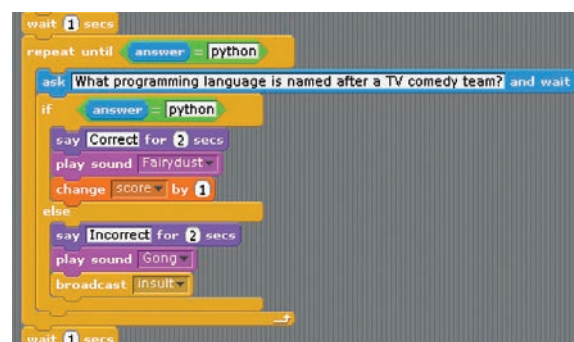 wait 1 secs
repeat until answer = python
ask What programming language is named after a TV comedy team? and wait
if answer = python
say Correct for 2 secs
play sound Fairydust
change score by 1
else
say Incorrect for 2 secs
play sound Gong
broadcast insult
wait 1 secs